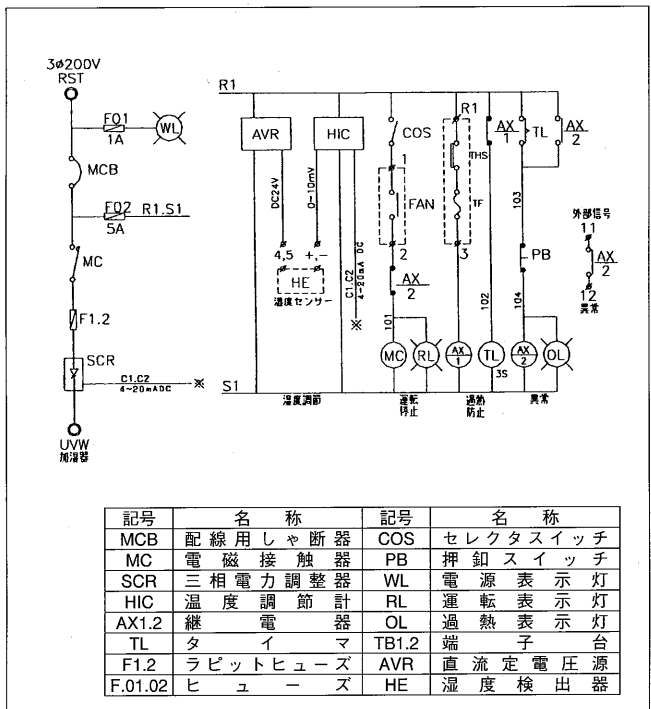 3φ200V
RST
FO1
1A
WL
MCB
FO2
5A
R1.S1
MC
F1.2
SCR
C1.C2
4~20mADC
※
UVW
加湿器
R1
AVR
HIC
DC24V
0~10mV
4,5 +,-
HE
湿度センサー
C1.C2
4~20mA DC
※
S1
湿度調節
COS
1
FAN
2
AX
2
101
MC
RL
運転
停止
R1
THS
TF
3
AX
1
過熱
防止
AX
1
102
TL
3S
TL
AX
2
103
PB
104
AX
2
OL
異常
外部信号
11
AX
2
12
異常
記号 名称 記号 名称
MCB 配線用しゃ断器 COS セレクタスイッチ
MC 電磁接触器 PB 押釦スイッチ
SCR 三相電力調整器 WL 電源表示灯
HIC 湿度調節計 RL 運転表示灯
AX1.2 継電器 OL 過熱表示灯
TL タイマ TB1.2 端子台
F1.2 ラピットヒューズ AVR 直流定電圧源
F.01.02 ヒューズ HE 湿度検出器